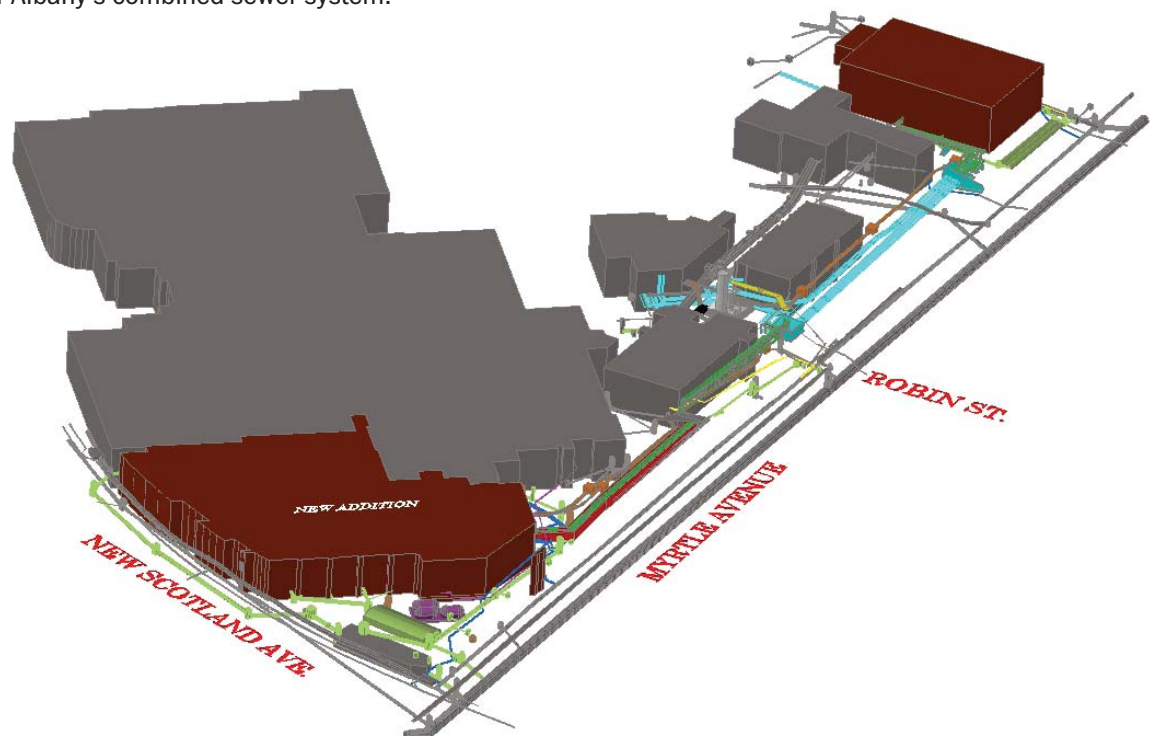 Albany's combined sewer system.
ROBIN ST.
NEW ADDITION
MYRTLE AVENUE
NEW SCOTLAND AVE.